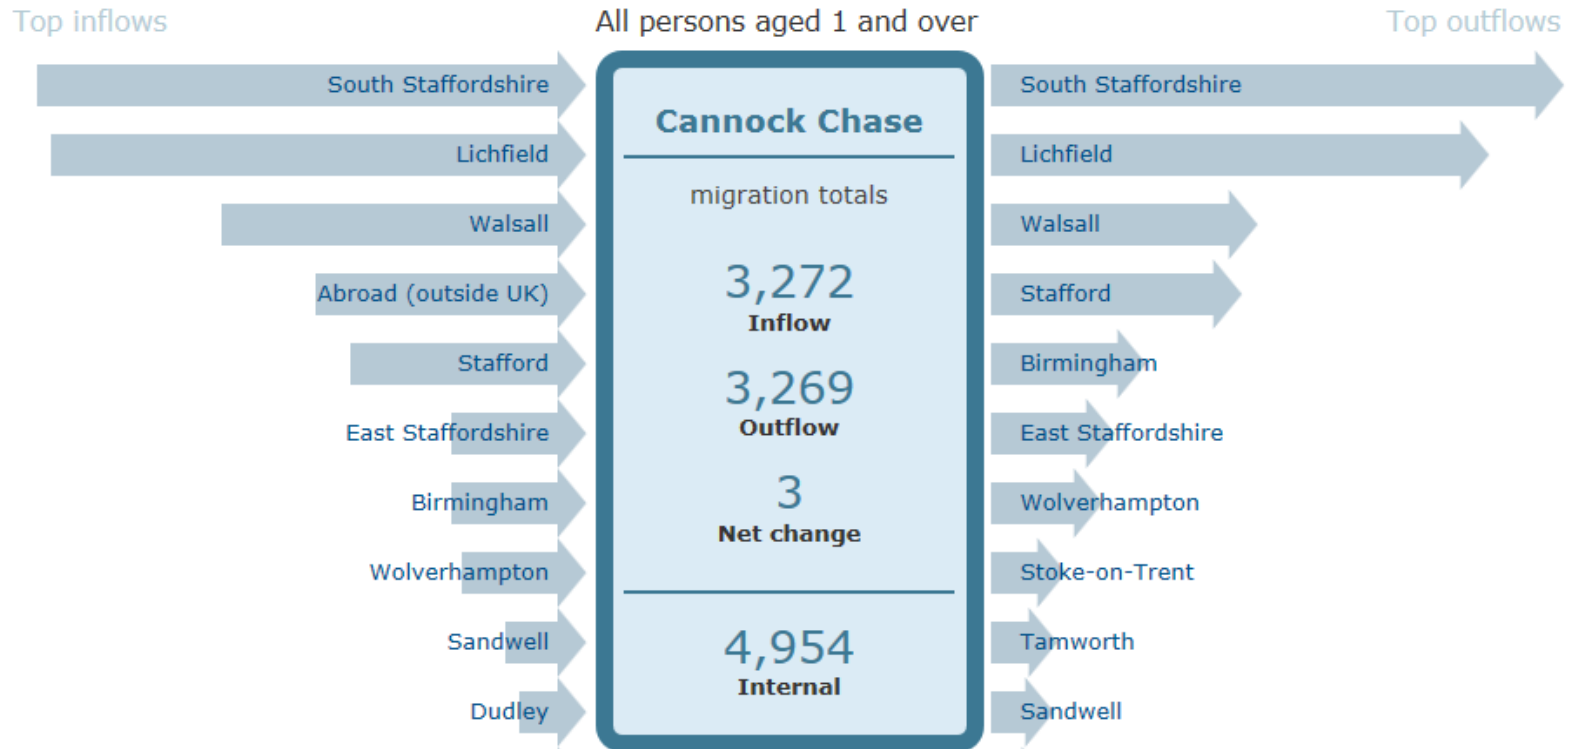 Top inflows
All persons aged 1 and over
Top outflows
South Staffordshire
Lichfield
Walsall
Abroad (outside UK)
Stafford
East Staffordshire
Birmingham
Wolverhampton
Sandwell
Dudley
Cannock Chase
migration totals
3,272
Inflow
3,269
Outflow
3
Net change
4,954
Internal
South Staffordshire
Lichfield
Walsall
Stafford
Birmingham
East Staffordshire
Wolverhampton
Stoke-on-Trent
Tamworth
Sandwell